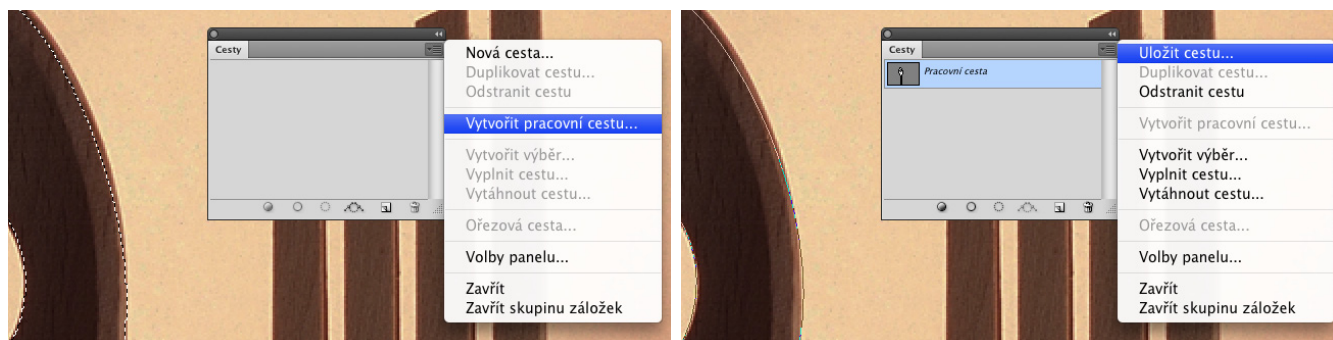 Cesty
Nová cesta...
Duplikovat cestu...
Odstranit cestu
Vytvořit pracovní cestu...
Vytvořit výběr...
Vyplnit cestu...
Vytáhnout cestu...
Ořezová cesta...
Volby panelu...
Zavřít
Zavřít skupinu záložek
Cesty
Pracovní cesta
Uložit cestu...
Duplikovat cestu...
Odstranit cestu
Vytvořit pracovní cestu...
Vytvořit výběr...
Vyplnit cestu...
Vytáhnout cestu...
Ořezová cesta...
Volby panelu...
Zavřít
Zavřít skupinu záložek